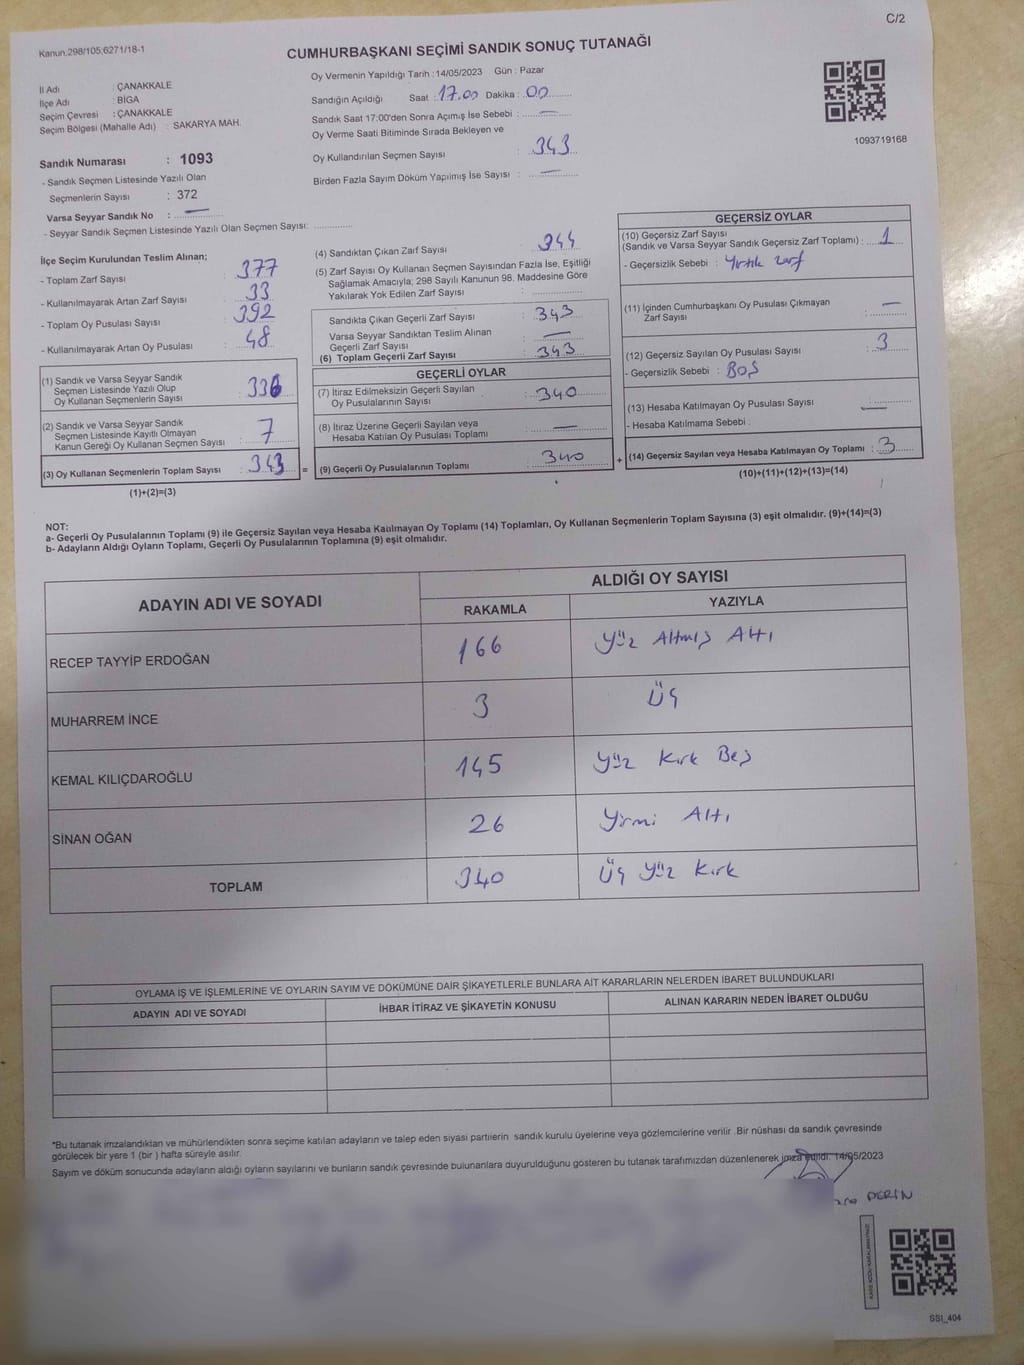 C/2
Kanun.298/105;6271/18-1
CUMHURBAŞKANI SEÇİMİ SANDIK SONUÇ TUTANAĞI
Oy Vermenin Yapıldığı Tarih :14/05/2023 Gün : Pazar
İl Adı : ÇANAKKALE
İlçe Adı : BİGA
Seçim Çevresi : ÇANAKKALE
Seçim Bölgesi (Mahalle Adı) : SAKARYA MAH.
Sandığın Açıldığı Saat : 17.00 Dakika : 00
Sandık Saat 17:00'den Sonra Açımış İse Sebebi : —
Oy Verme Saati Bitiminde Sırada Bekleyen ve
Oy Kullandırılan Seçmen Sayısı : 343
Birden Fazla Sayım Döküm Yapılmış İse Sayısı : —
1093719168
Sandık Numarası : 1093
- Sandık Seçmen Listesinde Yazılı Olan
Seçmenlerin Sayısı : 372
Varsa Seyyar Sandık No : —
- Seyyar Sandık Seçmen Listesinde Yazılı Olan Seçmen Sayısı:
İlçe Seçim Kurulundan Teslim Alınan;
- Toplam Zarf Sayısı : 377
- Kullanılmayarak Artan Zarf Sayısı : 33
- Toplam Oy Pusulası Sayısı : 392
- Kullanılmayarak Artan Oy Pusulası : 48
(1) Sandık ve Varsa Seyyar Sandık
Seçmen Listesinde Yazılı Olup
Oy Kullanan Seçmenlerin Sayısı : 336
(2) Sandık ve Varsa Seyyar Sandık
Seçmen Listesinde Kayıtlı Olmayan
Kanun Gereği Oy Kullanan Seçmen Sayısı : 7
(3) Oy Kullanan Seçmenlerin Toplam Sayısı : 343 =
(1)+(2)=(3)
(4) Sandıktan Çıkan Zarf Sayısı : 344
(5) Zarf Sayısı Oy Kullanan Seçmen Sayısından Fazla İse, Eşitliği
Sağlamak Amacıyla; 298 Sayılı Kanunun 98. Maddesine Göre
Yakılarak Yok Edilen Zarf Sayısı :
Sandıkta Çıkan Geçerli Zarf Sayısı : 343
Varsa Seyyar Sandıktan Teslim Alınan
Geçerli Zarf Sayısı : —
(6) Toplam Geçerli Zarf Sayısı : 343
GEÇERLİ OYLAR
(7) İtiraz Edilmeksizin Geçerli Sayılan
Oy Pusulalarının Sayısı : 340
(8) İtiraz Üzerine Geçerli Sayılan veya
Hesaba Katılan Oy Pusulası Toplamı : —
(9) Geçerli Oy Pusulalarının Toplamı : 340 +
GEÇERSİZ OYLAR
(10) Geçersiz Zarf Sayısı
(Sandık ve Varsa Seyyar Sandık Geçersiz Zarf Toplamı) : 1
- Geçersizlik Sebebi : Yırtık zarf
(11) İçinden Cumhurbaşkanı Oy Pusulası Çıkmayan
Zarf Sayısı : —
(12) Geçersiz Sayılan Oy Pusulası Sayısı : 3
- Geçersizlik Sebebi : BOŞ
(13) Hesaba Katılmayan Oy Pusulası Sayısı : —
- Hesaba Katılmama Sebebi :
(14) Geçersiz Sayılan veya Hesaba Katılmayan Oy Toplamı : 3
(10)+(11)+(12)+(13)=(14)
NOT:
a- Geçerli Oy Pusulalarının Toplamı (9) ile Geçersiz Sayılan veya Hesaba Katılmayan Oy Toplamı (14) Toplamları, Oy Kullanan Seçmenlerin Toplam Sayısına (3) eşit olmalıdır. (9)+(14)=(3)
b- Adayların Aldığı Oyların Toplamı, Geçerli Oy Pusulalarının Toplamına (9) eşit olmalıdır.
ADAYIN ADI VE SOYADI
ALDIĞI OY SAYISI
RAKAMLA YAZIYLA
RECEP TAYYİP ERDOĞAN 166 Yüz Altmış Altı
MUHARREM İNCE 3 Üç
KEMAL KILIÇDAROĞLU 145 Yüz Kırk Beş
SİNAN OĞAN 26 Yirmi Altı
TOPLAM 340 Üç Yüz Kırk
OYLAMA İŞ VE İŞLEMLERİNE VE OYLARIN SAYIM VE DÖKÜMÜNE DAİR ŞİKAYETLERLE BUNLARA AİT KARARLARIN NELERDEN İBARET BULUNDUKLARI
ADAYIN ADI VE SOYADI İHBAR İTİRAZ VE ŞİKAYETİN KONUSU ALINAN KARARIN NEDEN İBARET OLDUĞU
*Bu tutanak imzalandıktan ve mühürlendikten sonra seçime katılan adayların ve talep eden siyasi partilerin sandık kurulu üyelerine veya gözlemcilerine verilir .Bir nüshası da sandık çevresinde
görülecek bir yere 1 (bir ) hafta süreyle asılır.
Sayım ve döküm sonucunda adayların aldığı oyların sayılarını ve bunların sandık çevresinde bulunanlara duyurulduğunu gösteren bu tutanak tarafımızdan düzenlenerek imza edildi. 14/05/2023
DERİN
SSI_404